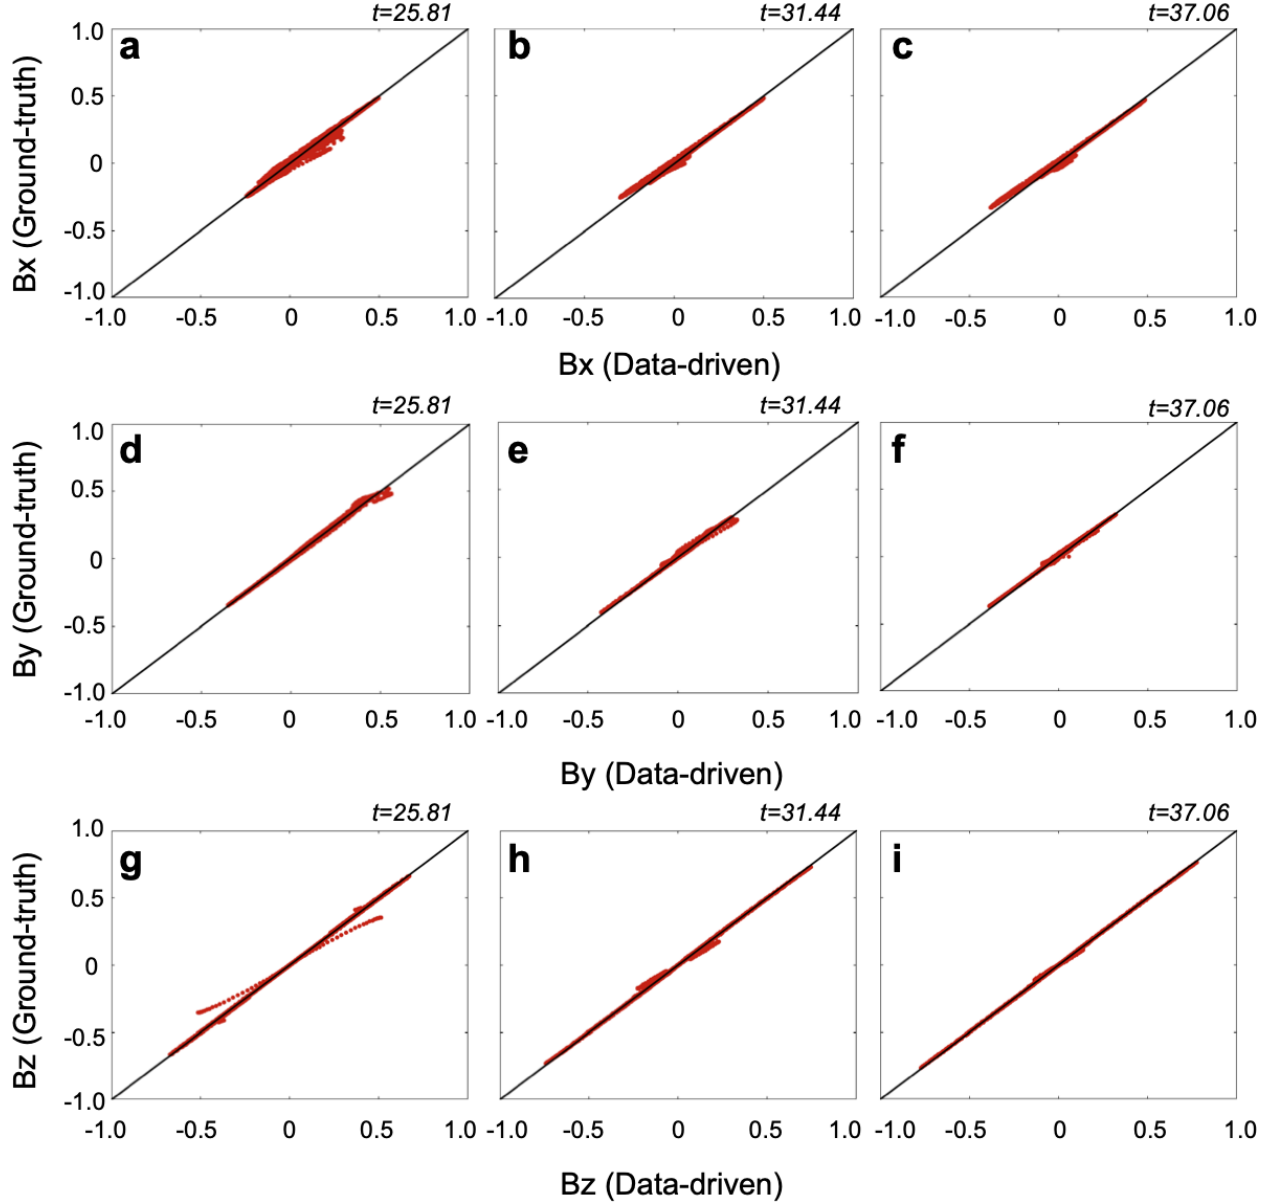 t=25.81 t=31.44 t=37.06
a b c
Bx (Ground-truth)
1.0
0.5
0
-0.5
-1.0
-1.0 -0.5 0 0.5 1.0 -1.0 -0.5 0 0.5 1.0 -1.0 -0.5 0 0.5 1.0
Bx (Data-driven)
t=25.81 t=31.44 t=37.06
d e f
By (Ground-truth)
1.0
0.5
0
-0.5
-1.0
-1.0 -0.5 0 0.5 1.0 -1.0 -0.5 0 0.5 1.0 -1.0 -0.5 0 0.5 1.0
By (Data-driven)
t=25.81 t=31.44 t=37.06
g h i
Bz (Ground-truth)
1.0
0.5
0
-0.5
-1.0
-1.0 -0.5 0 0.5 1.0 -1.0 -0.5 0 0.5 1.0 -1.0 -0.5 0 0.5 1.0
Bz (Data-driven)